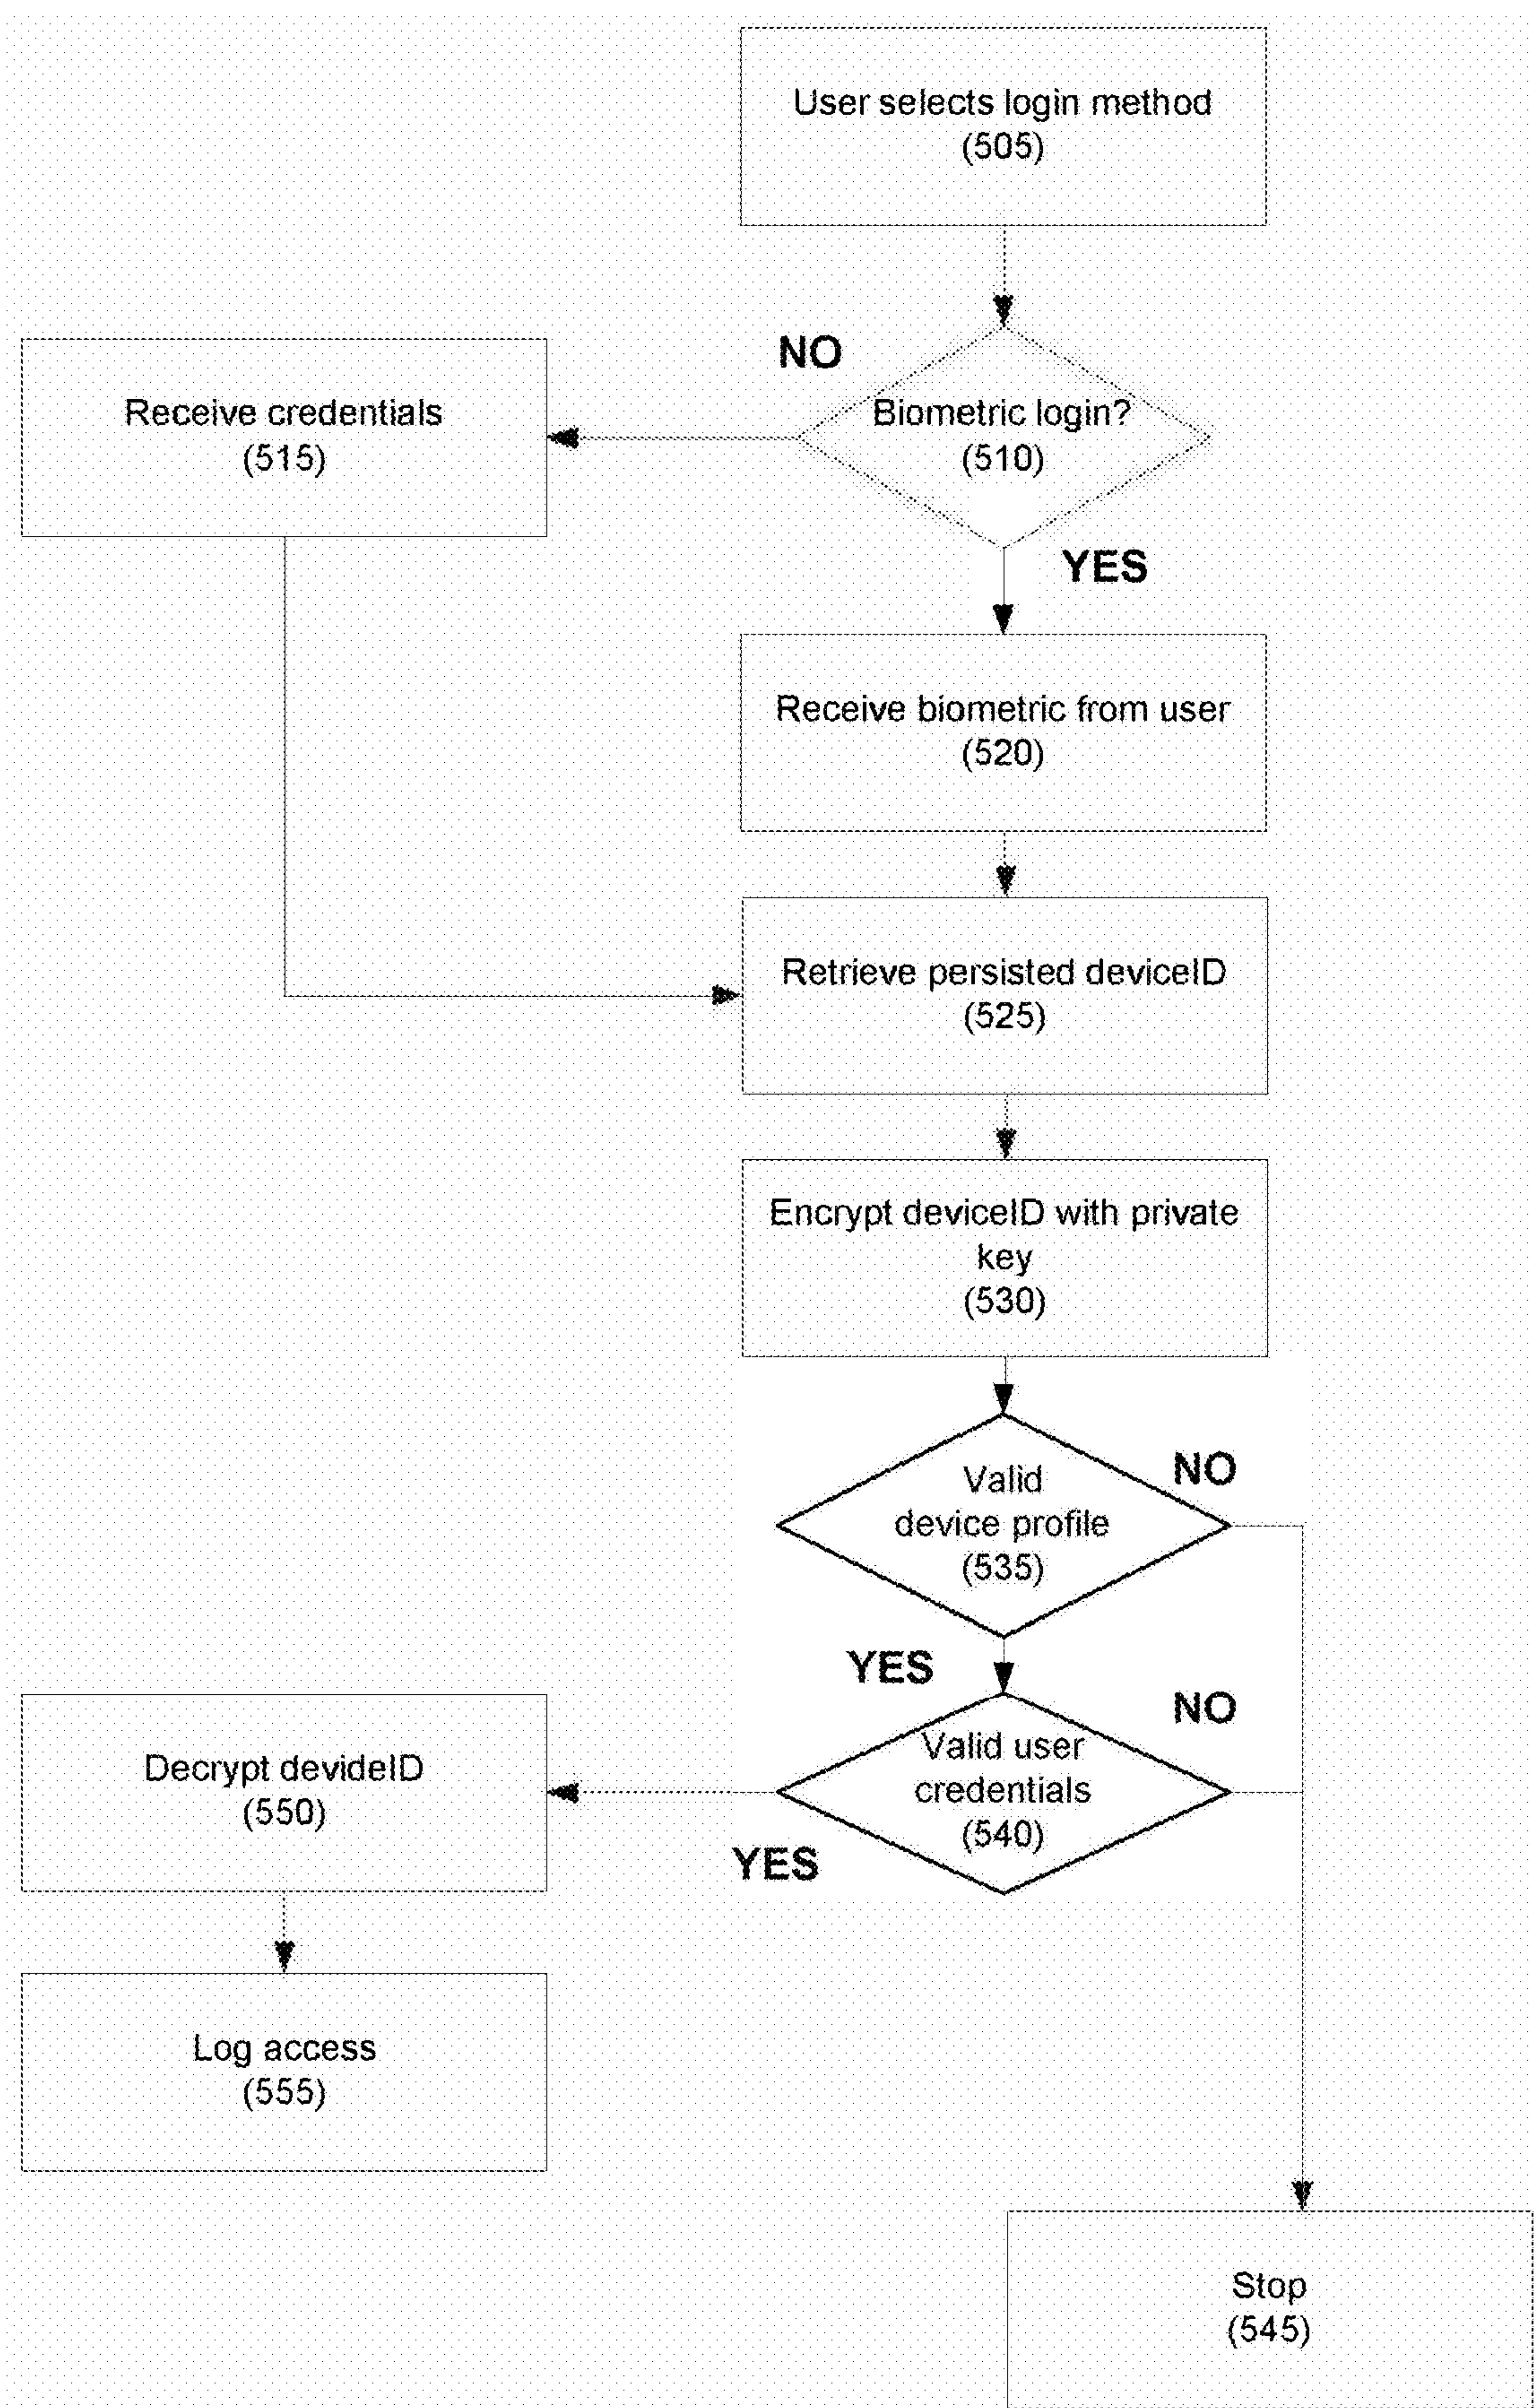 User selects login method
(505)
NO
Biometric login?
(510)
Receive credentials
(515)
YES
Receive biometric from user
(520)
Retrieve persisted deviceID
(525)
Encrypt deviceID with private
key
(530)
Valid
device profile
(535)
NO
YES
Valid user
credentials
(540)
NO
YES
Decrypt devideID
(550)
Log access
(555)
Stop
(545)